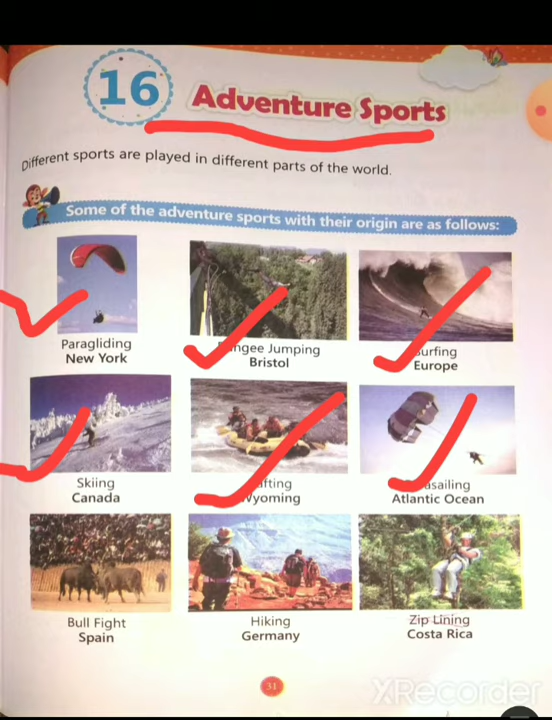 16
Adventure Sports
Different sports are played in different parts of the world.
Some of the adventure sports with their origin are as follows:
Paragliding
New York
Jumping
Bristol
Europe
Skiing
Canada
Atlantic Ocean
Bull Fight
Spain
Hiking
Germany
Zip Lining
Costa Rica
31
XRecorder